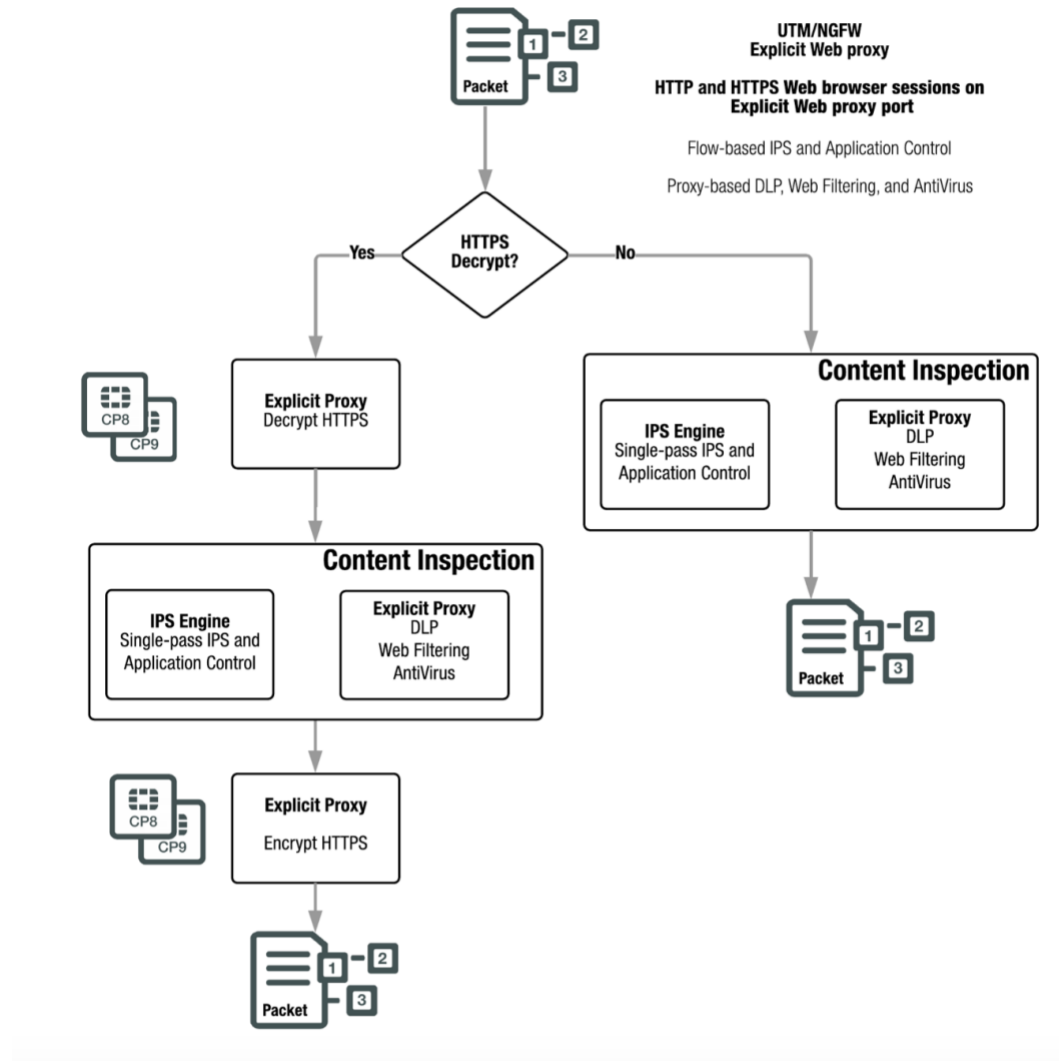 1
2
3
Packet
UTM/NGFW
Explicit Web proxy
HTTP and HTTPS Web browser sessions on
Explicit Web proxy port
Flow-based IPS and Application Control
Proxy-based DLP, Web Filtering, and AntiVirus
HTTPS
Decrypt?
Yes
No
CP8
CP9
Explicit Proxy
Decrypt HTTPS
Content Inspection
IPS Engine
Single-pass IPS and
Application Control
Explicit Proxy
DLP
Web Filtering
AntiVirus
Content Inspection
IPS Engine
Single-pass IPS and
Application Control
Explicit Proxy
DLP
Web Filtering
AntiVirus
1
2
3
Packet
CP8
CP9
Explicit Proxy
Encrypt HTTPS
1
2
3
Packet